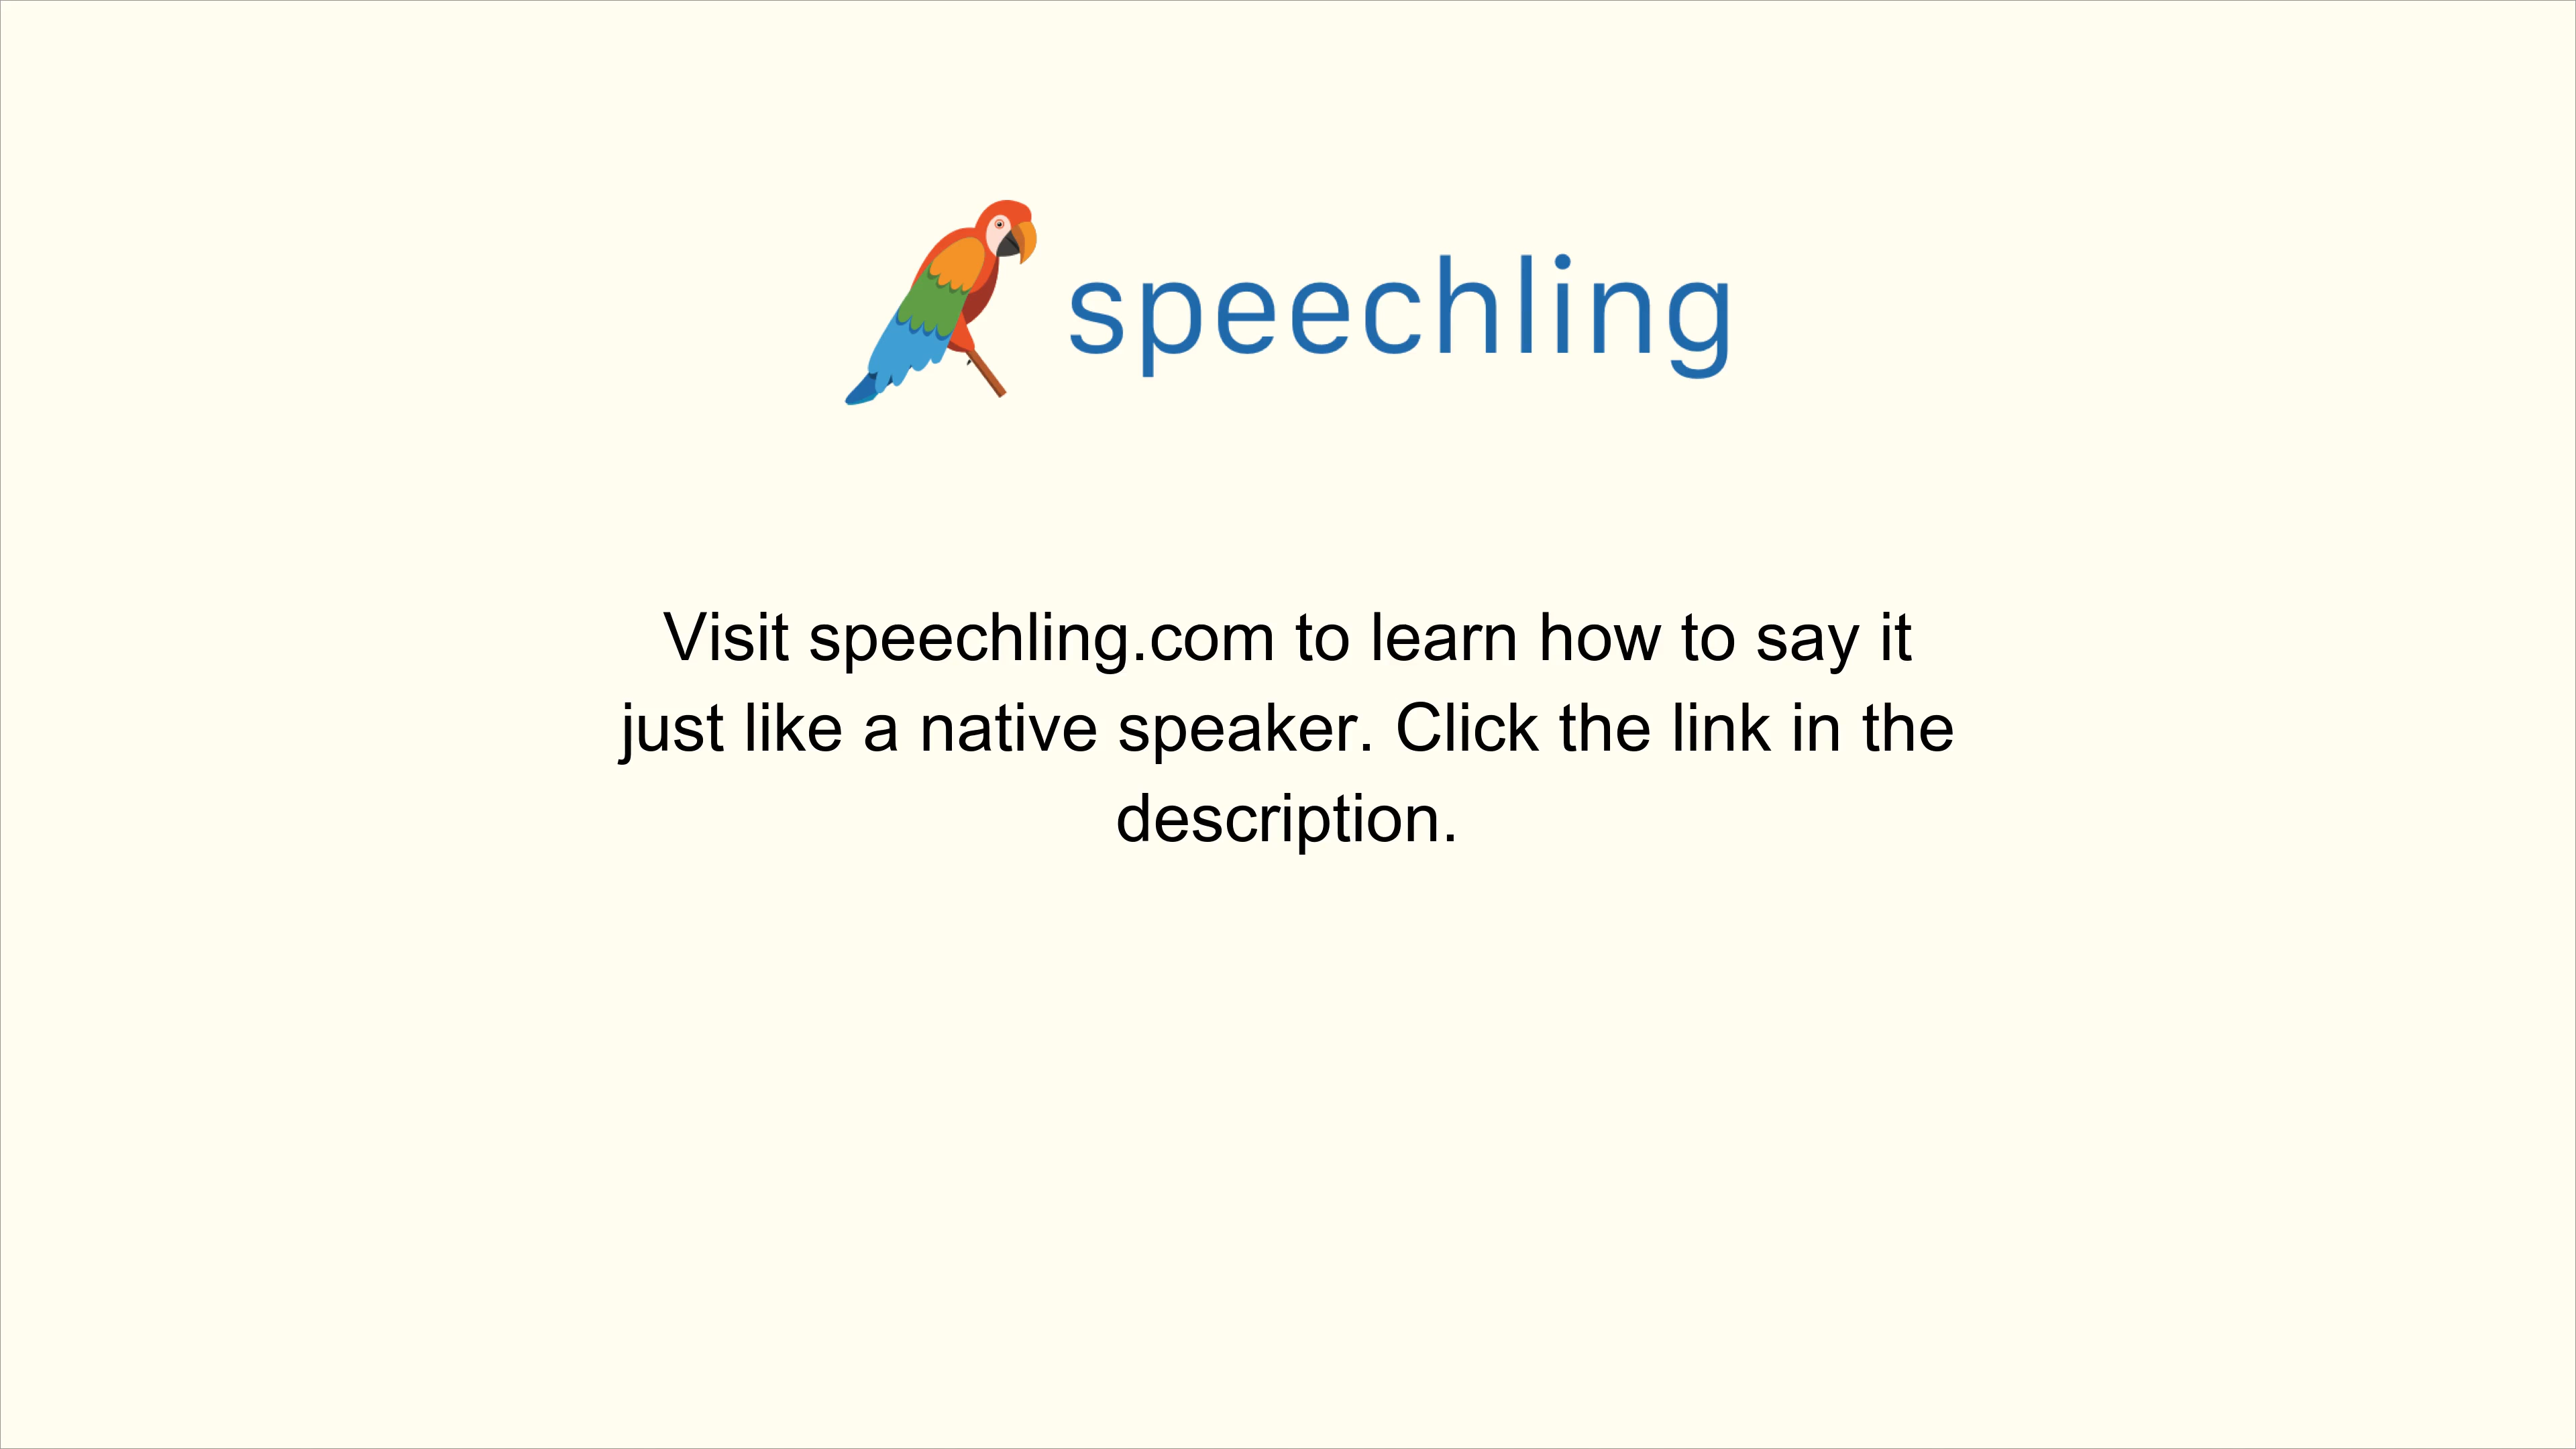 speechling
Visit speechling.com to learn how to say it
just like a native speaker. Click the link in the
description.